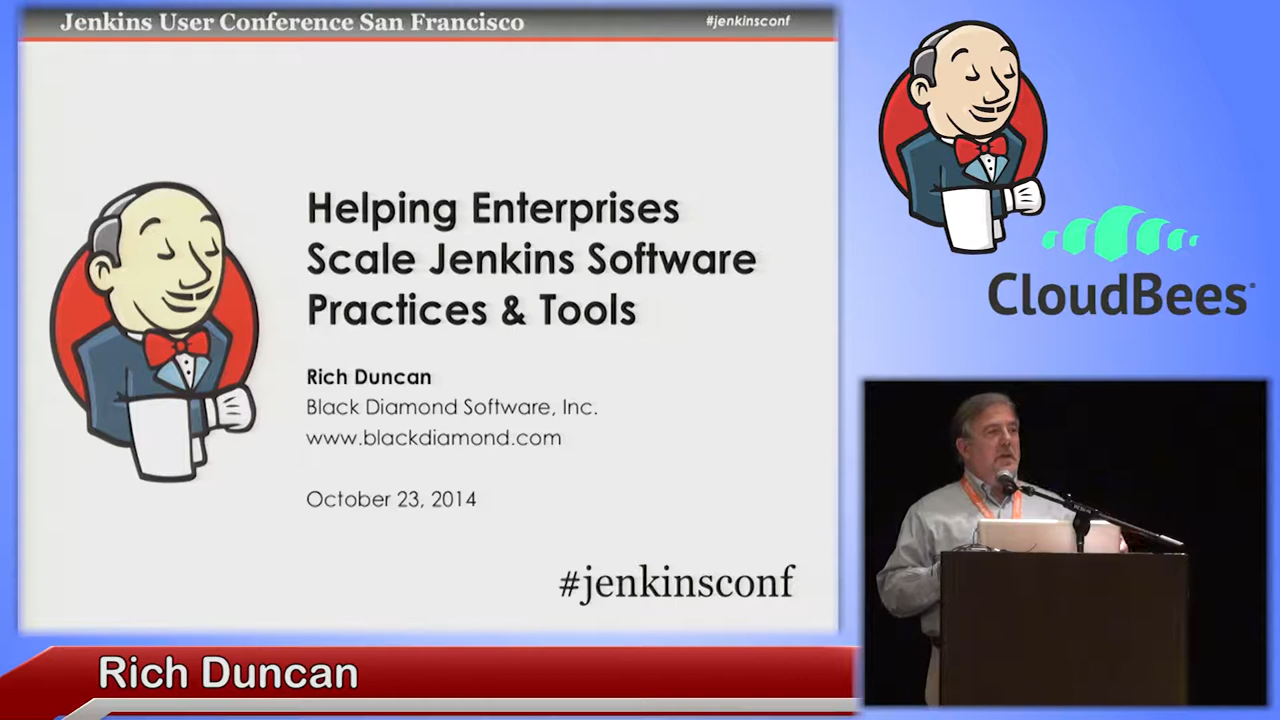 Jenkins User Conference San Francisco
#jenkinsconf
Helping Enterprises
Scale Jenkins Software
Practices & Tools
Rich Duncan
Black Diamond Software, Inc.
www.blackdiamond.com
October 23, 2014
#jenkinsconf
CloudBees
Rich Duncan